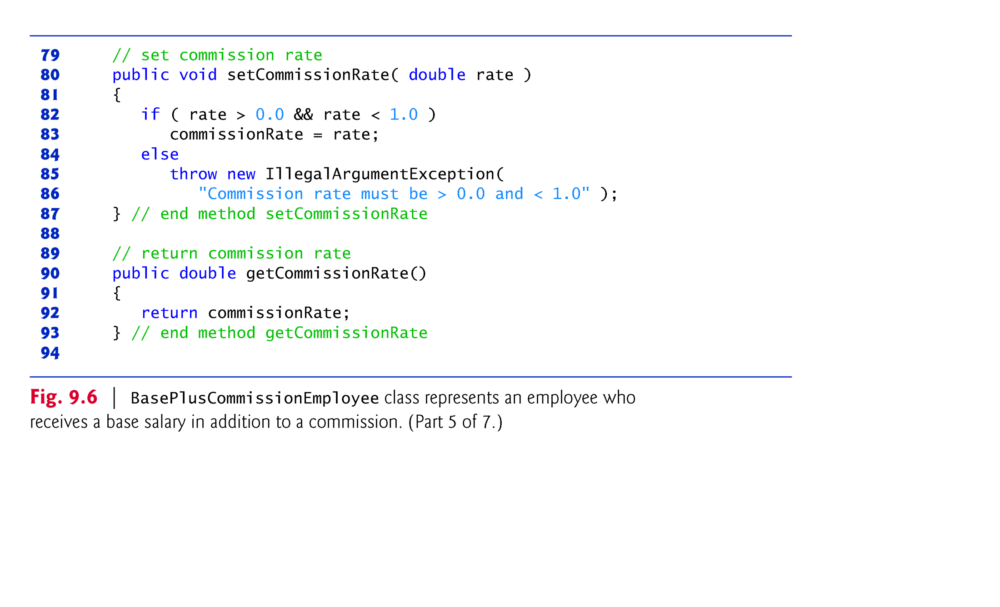 79 // set commission rate
80 public void setCommissionRate( double rate )
81 {
82 if ( rate > 0.0 && rate < 1.0 )
83 commissionRate = rate;
84 else
85 throw new IllegalArgumentException(
86 "Commission rate must be > 0.0 and < 1.0" );
87 } // end method setCommissionRate
88
89 // return commission rate
90 public double getCommissionRate()
91 {
92 return commissionRate;
93 } // end method getCommissionRate
94
Fig. 9.6 | BasePlusCommissionEmployee class represents an employee who
receives a base salary in addition to a commission. (Part 5 of 7.)